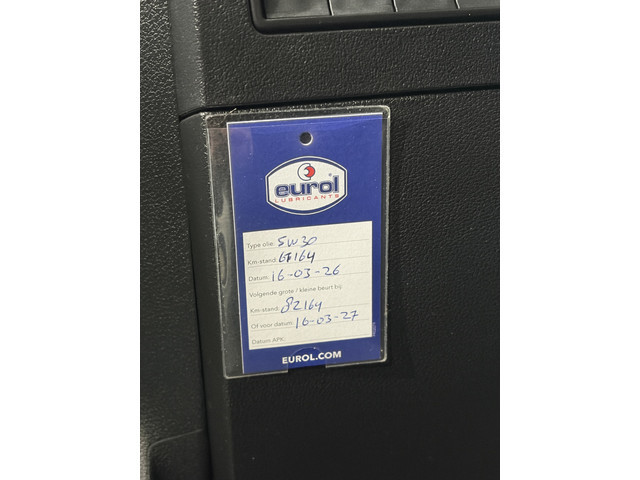 eurol
LUBRICANTS
Type olie: 5W30
Km-stand: 67164
Datum: 16-03-26
Volgende grote / kleine beurt bij:
Km-stand: 82164
Of voor datum: 16-03-27
Datum APK:
EUROL.COM